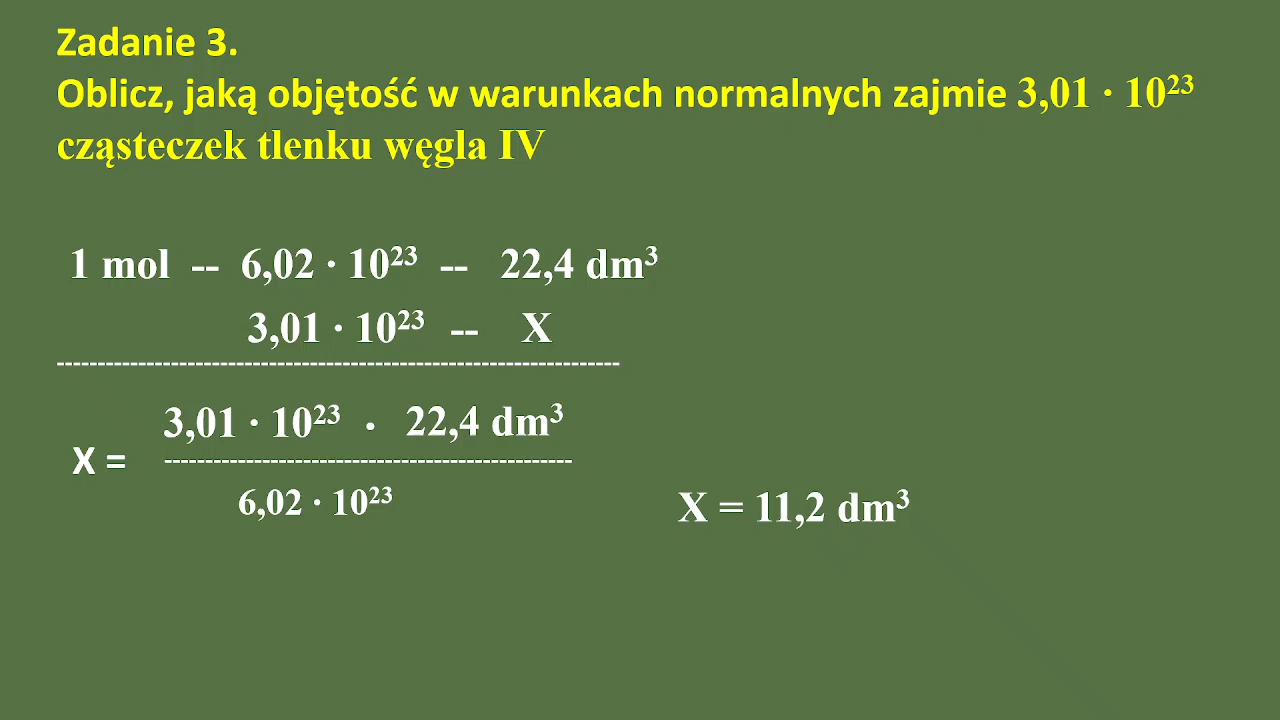 Zadanie 3.
Oblicz, jaką objętość w warunkach normalnych zajmie 3,01 · 10²³
cząsteczek tlenku węgla IV
1 mol -- 6,02 · 10²³ -- 22,4 dm³
3,01 · 10²³ -- X
----------------------------------------------------------------------
3,01 · 10²³ · 22,4 dm³
X = ---------------------------------------------------
6,02 · 10²³
X = 11,2 dm³